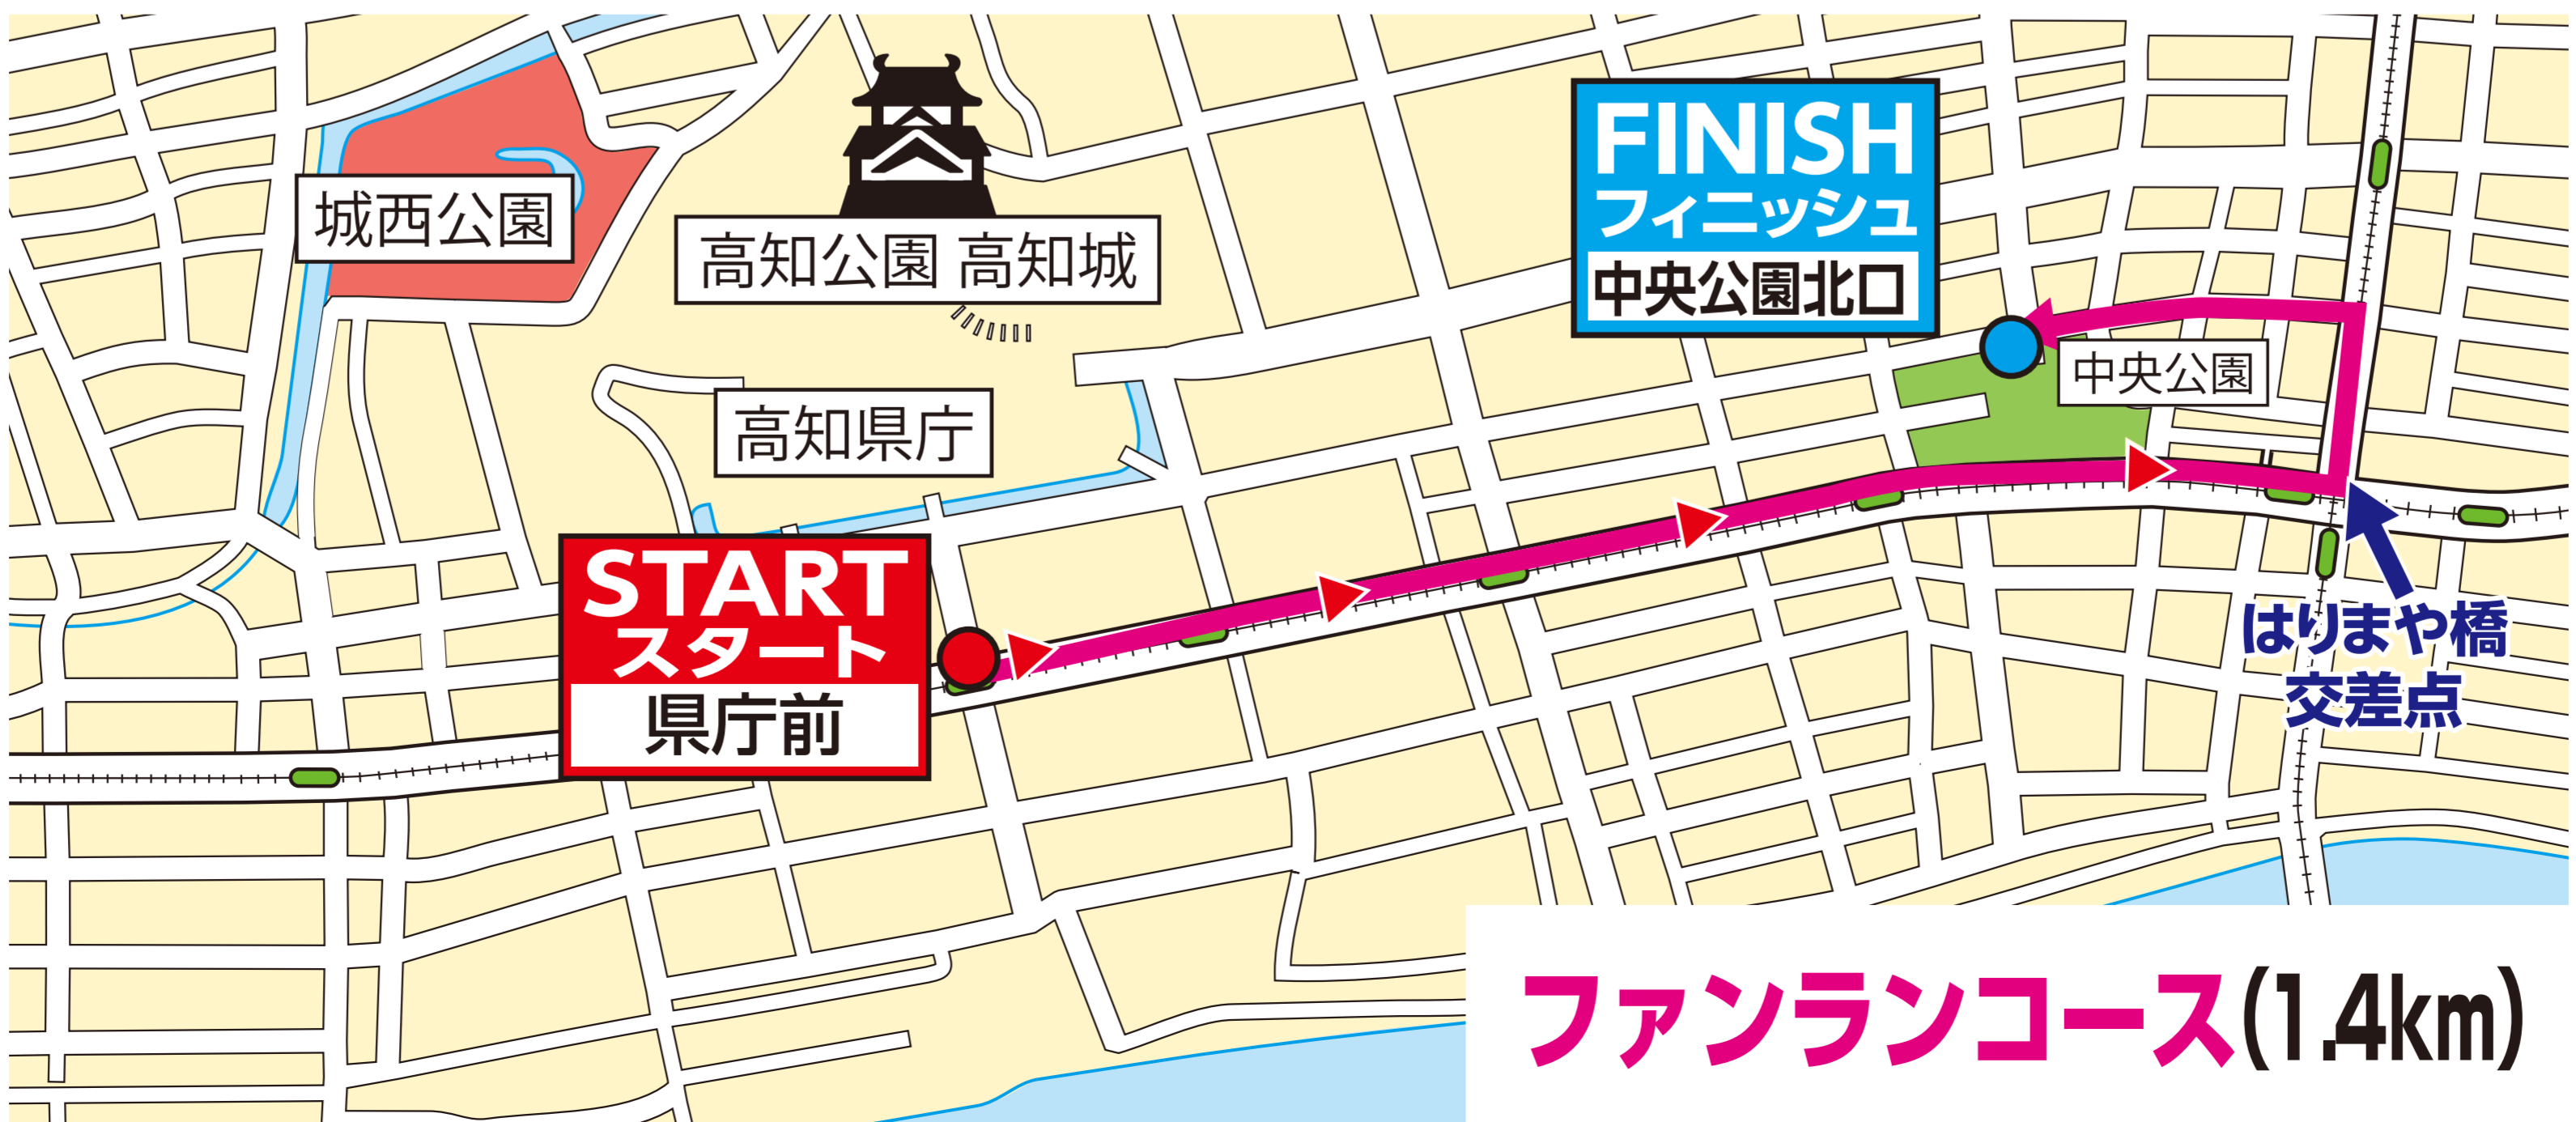 FINISH
フィニッシュ
中央公園北口
城西公園
高知公園 高知城
中央公園
高知県庁
START
スタート
県庁前
はりまや橋
交差点
ファンランコース(1.4km)